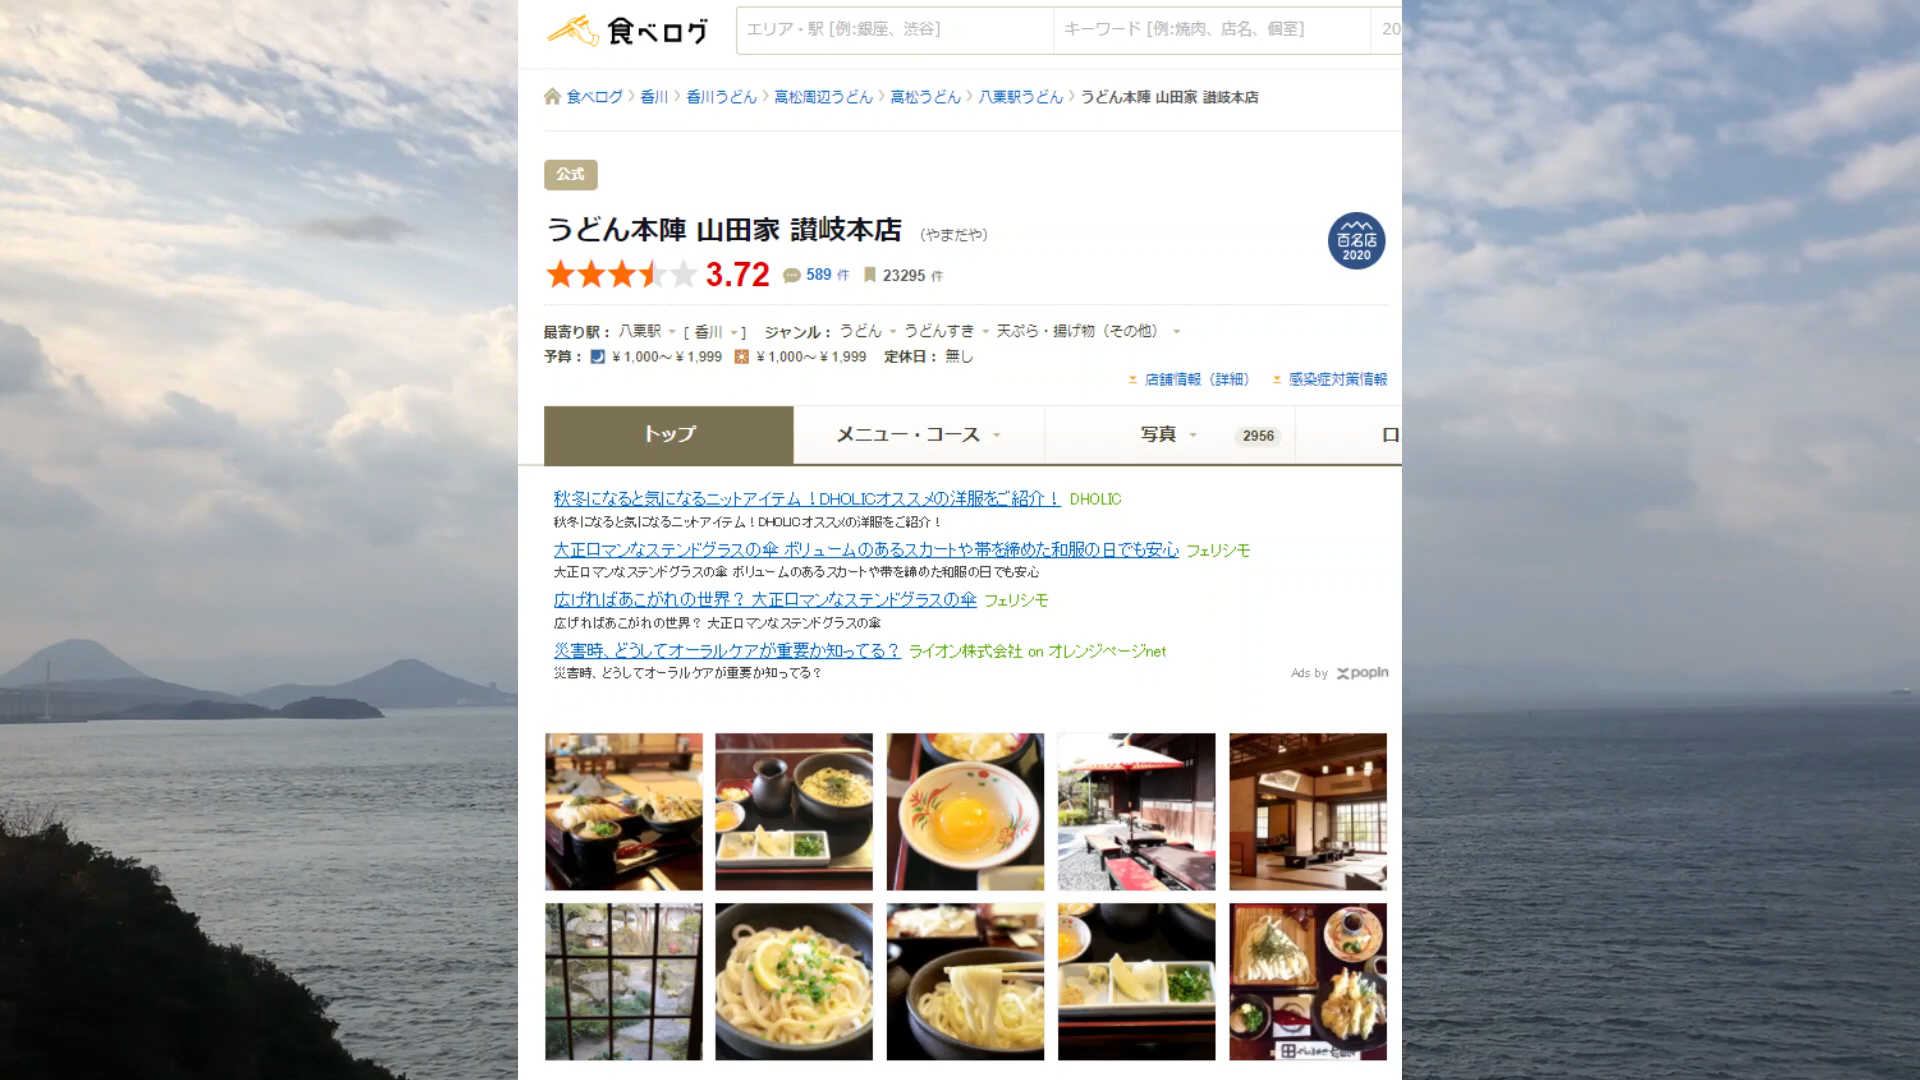 食べログ
エリア・駅 [例:銀座、渋谷]
キーワード [例:焼肉、店名、個室]
20
食べログ 香川 香川うどん 高松周辺うどん 高松うどん 八栗駅うどん うどん本陣 山田家 讃岐本店
公式
うどん本陣 山田家 讃岐本店 (やまだや)
百名店
2020
3.72 589 件 23295 件
最寄り駅: 八栗駅 [ 香川 ] ジャンル: うどん うどんすき 天ぷら・揚げ物(その他)
予算: ¥1,000~¥1,999 ¥1,000~¥1,999 定休日: 無し
店舗情報(詳細) 感染症対策情報
トップ
メニュー・コース
写真 2956
口
秋冬になると気になるニットアイテム!DHOLICオススメの洋服をご紹介! DHOLIC
秋冬になると気になるニットアイテム!DHOLICオススメの洋服をご紹介!
大正ロマンなステンドグラスの傘 ボリュームのあるスカートや帯を締めた和服の日でも安心 フェリシモ
大正ロマンなステンドグラスの傘 ボリュームのあるスカートや帯を締めた和服の日でも安心
広げればあこがれの世界? 大正ロマンなステンドグラスの傘 フェリシモ
広げればあこがれの世界? 大正ロマンなステンドグラスの傘
災害時、どうしてオーラルケアが重要か知ってる? ライオン株式会社 on オレンジページnet
災害時、どうしてオーラルケアが重要か知ってる?
Ads by popIn